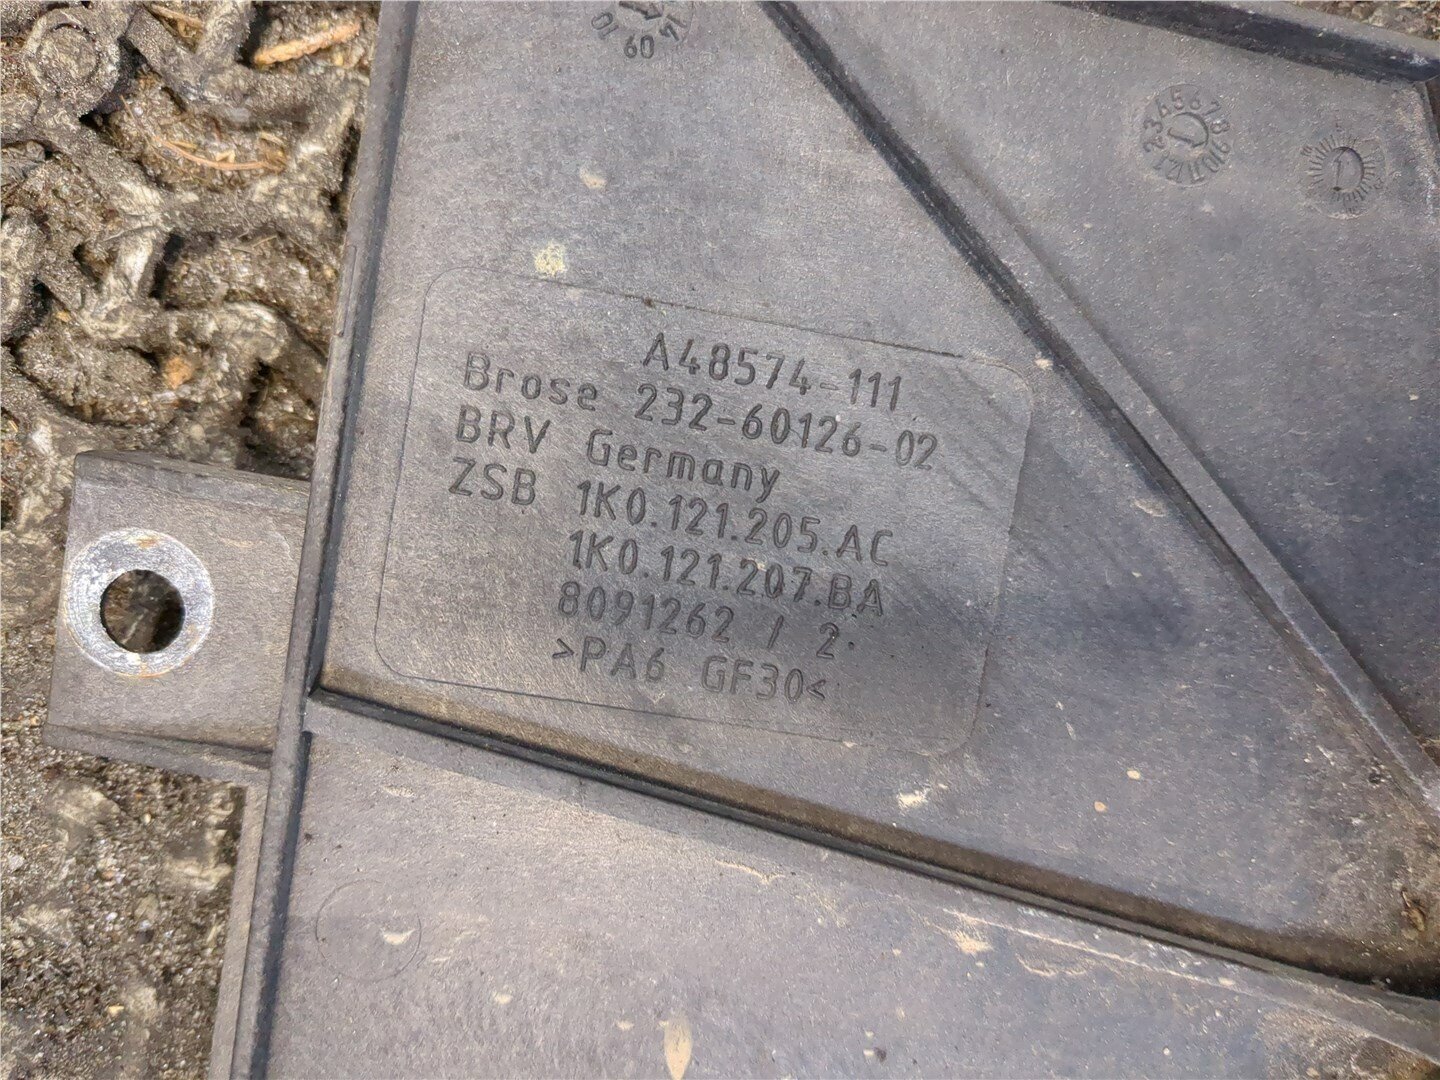 A48574-111
Brose 232-60126-02
BRV Germany
ZSB 1K0.121.205.AC
1K0.121.207.BA
8091262 / 2
>PA6 GF30<